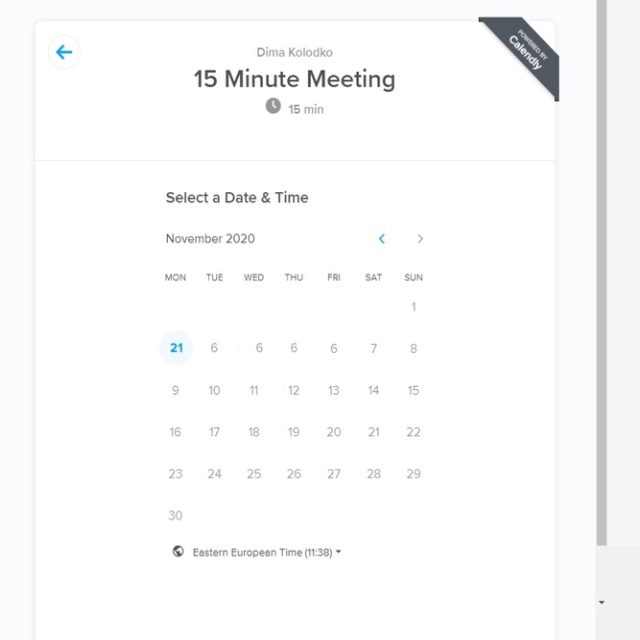 POWERED BY
Calendly
Dima Kolodko
15 Minute Meeting
15 min
Select a Date & Time
November 2020
MON TUE WED THU FRI SAT SUN
1
21 6 6 6 6 7 8
9 10 11 12 13 14 15
16 17 18 19 20 21 22
23 24 25 26 27 28 29
30
Eastern European Time (11:38)